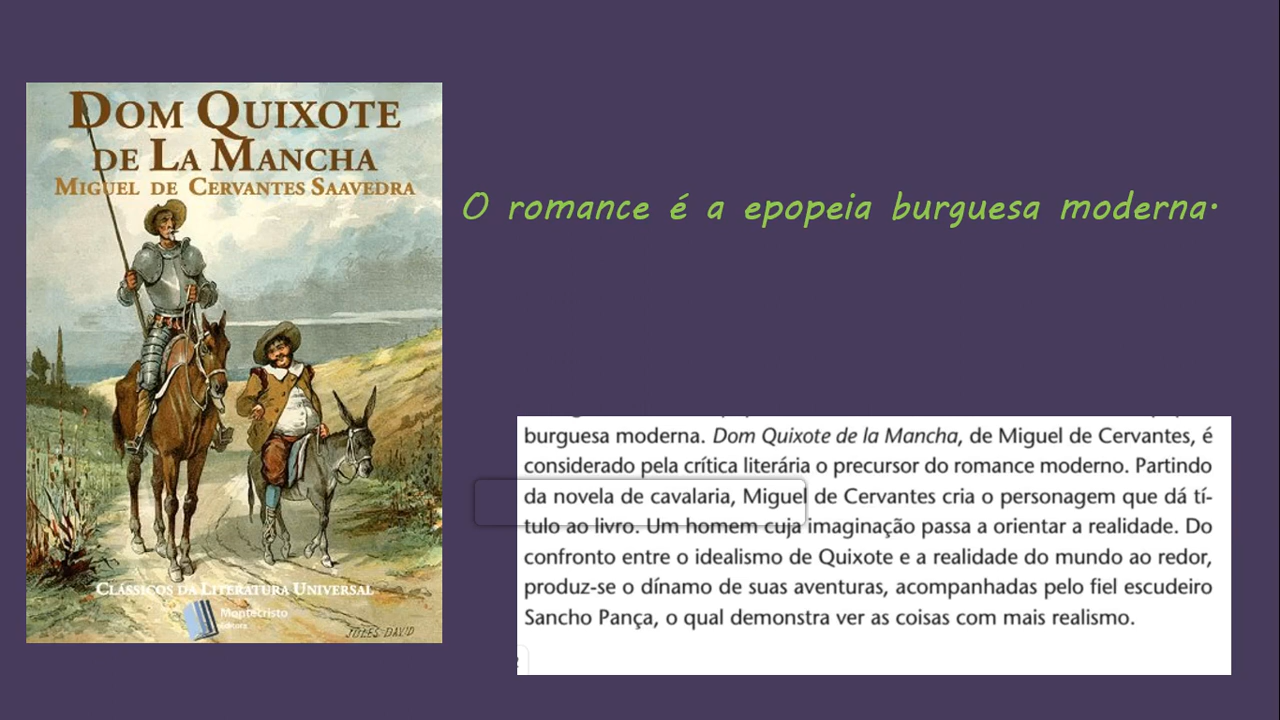 DOM QUIXOTE
DE LA MANCHA
MIGUEL DE CERVANTES SAAVEDRA
CLÁSSICOS DA LITERATURA UNIVERSAL
Montecristo
editora
JULES DAVID
O romance é a epopeia burguesa moderna.
burguesa moderna. Dom Quixote de la Mancha, de Miguel de Cervantes, é
considerado pela crítica literária o precursor do romance moderno. Partindo
da novela de cavalaria, Miguel de Cervantes cria o personagem que dá tí-
tulo ao livro. Um homem cuja imaginação passa a orientar a realidade. Do
confronto entre o idealismo de Quixote e a realidade do mundo ao redor,
produz-se o dínamo de suas aventuras, acompanhadas pelo fiel escudeiro
Sancho Pança, o qual demonstra ver as coisas com mais realismo.